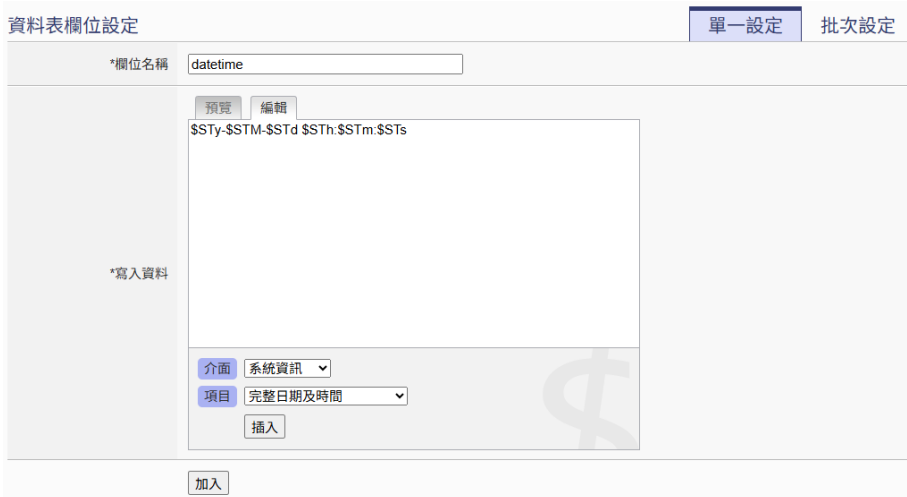 資料表欄位設定
單一設定
批次設定
*欄位名稱
datetime
預覽
編輯
$STy-$STM-$STd $STh:$STm:$STs
*寫入資料
介面
系統資訊
項目
完整日期及時間
插入
$
加入